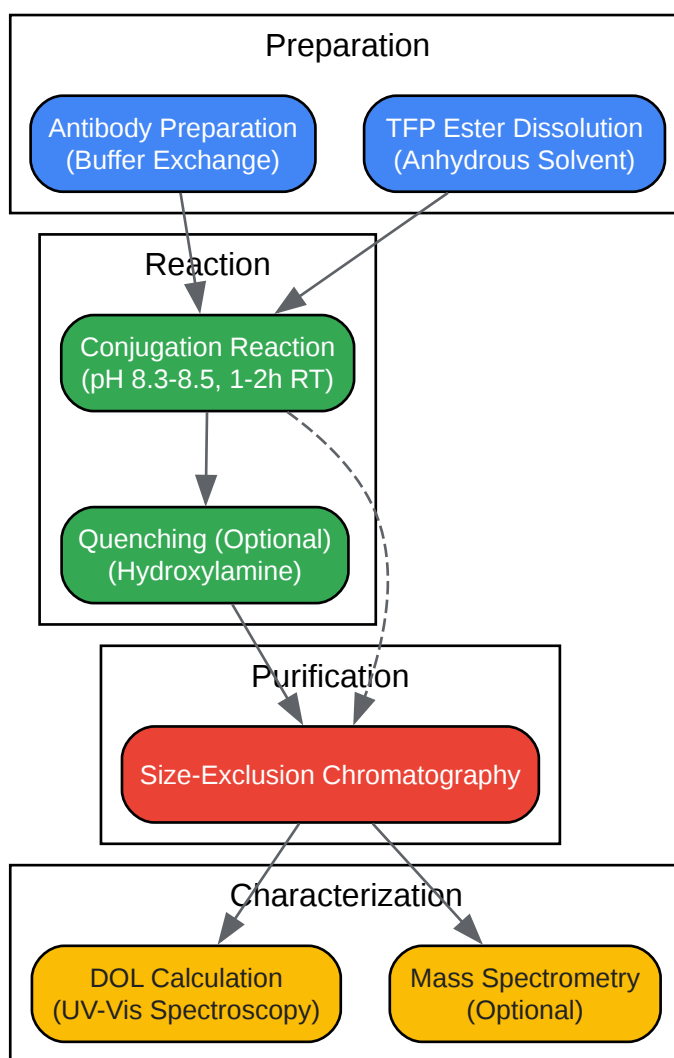 Preparation
Antibody Preparation
(Buffer Exchange)
TFP Ester Dissolution
(Anhydrous Solvent)
Reaction
Conjugation Reaction
(pH 8.3-8.5, 1-2h RT)
Quenching (Optional)
(Hydroxylamine)
Purification
Size-Exclusion Chromatography
Characterization
DOL Calculation
(UV-Vis Spectroscopy)
Mass Spectrometry
(Optional)